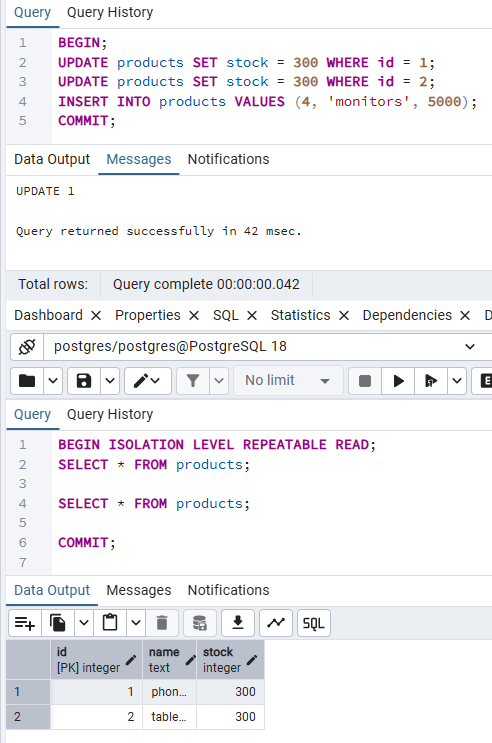 Query Query History
1 BEGIN;
2 UPDATE products SET stock = 300 WHERE id = 1;
3 UPDATE products SET stock = 300 WHERE id = 2;
4 INSERT INTO products VALUES (4, 'monitors', 5000);
5 COMMIT;
Data Output Messages Notifications
UPDATE 1
Query returned successfully in 42 msec.
Total rows: Query complete 00:00:00.042
Dashboard Properties SQL Statistics Dependencies D
postgres/postgres@PostgreSQL 18
No limit E
Query Query History
1 BEGIN ISOLATION LEVEL REPEATABLE READ;
2 SELECT * FROM products;
3
4 SELECT * FROM products;
5
6 COMMIT;
7
Data Output Messages Notifications
SQL
id name stock
[PK] integer text integer
1 1 phon... 300
2 2 table... 300